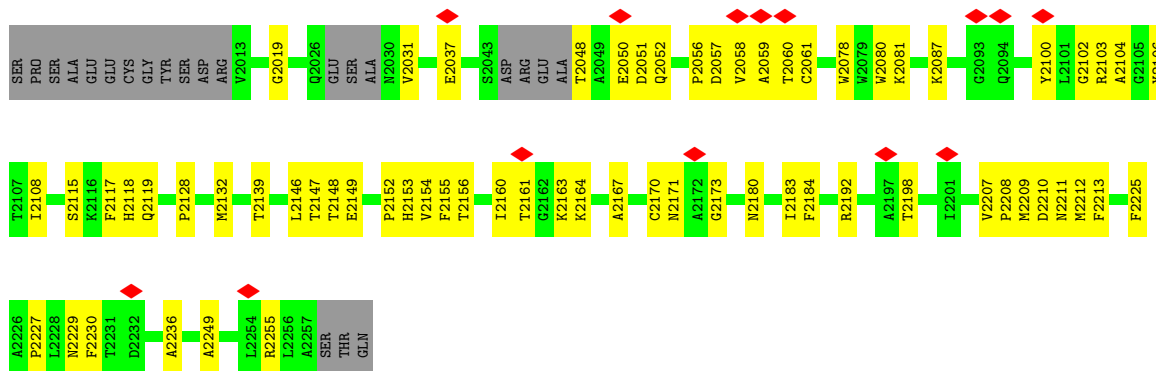 SER PRO SER ALA GLU GLU CYS GLY TYR SER ASP ARG V2013 G2019 Q2026 GLU SER ALA N2030 V2031 E2037 S2043 ASP ARG GLU ALA T2048 A2049 E2050 D2051 Q2052 P2056 D2057 V2058 A2059 T2060 C2061 W2078 W2079 W2080 K2081 K2087 G2093 Q2094 Y2100 L2101 G2102 R2103 A2104 G2105
T2107 I2108 S2115 K2116 F2117 H2118 Q2119 P2128 M2132 T2139 L2146 T2147 T2148 E2149 P2152 H2153 V2154 F2155 T2156 I2160 T2161 G2162 K2163 K2164 A2167 C2170 N2171 A2172 G2173 N2180 I2183 F2184 R2192 A2197 T2198 I2201 V2207 P2208 M2209 D2210 N2211 M2212 F2213 F2225
A2226 P2227 L2228 N2229 F2230 T2231 D2232 A2236 A2249 L2254 R2255 L2256 A2257 SER THR GLN